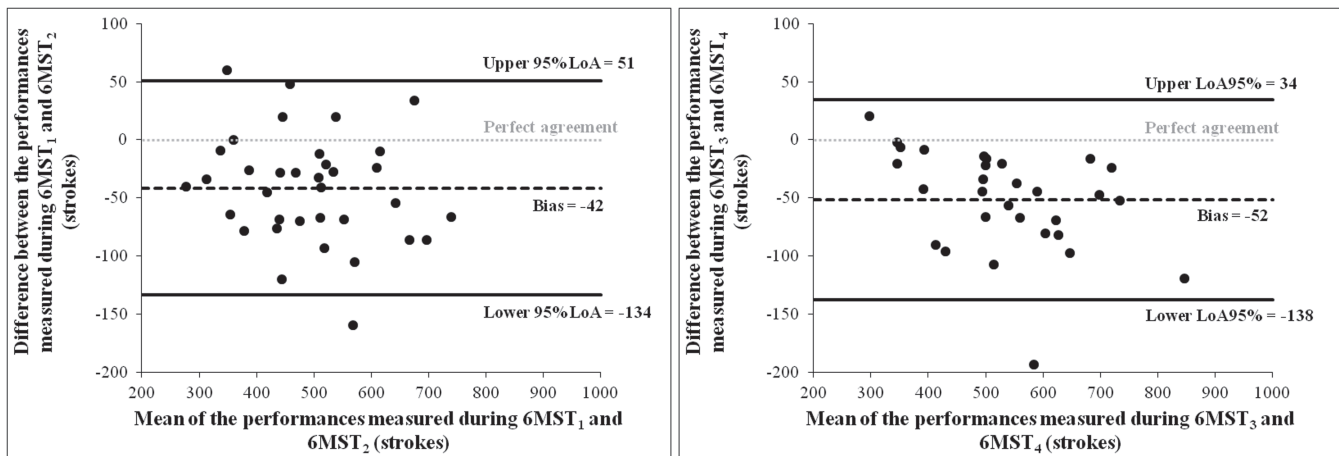 Difference between the performances
measured during 6MST₁ and 6MST₂
(strokes)
100
50
0
-50
-100
-150
-200
Upper 95% LoA = 51
Perfect agreement
Bias = -42
Lower 95% LoA = -134
200 300 400 500 600 700 800 900 1000
Mean of the performances measured during 6MST₁ and
6MST₂ (strokes)
Difference between the performances
measured during 6MST₃ and 6MST₄
(strokes)
100
50
0
-50
-100
-150
-200
Upper LoA95% = 34
Perfect agreement
Bias = -52
Lower LoA95% = -138
200 300 400 500 600 700 800 900 1000
Mean of the performances measured during 6MST₃ and
6MST₄ (strokes)